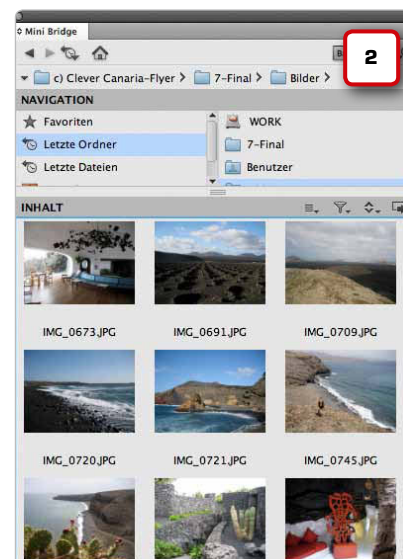 Mini Bridge
2
c) Clever Canaria-Flyer 7-Final Bilder
NAVIGATION
Favoriten
WORK
Letzte Ordner
7-Final
Letzte Dateien
Benutzer
INHALT
IMG_0673.JPG IMG_0691.JPG IMG_0709.JPG
IMG_0720.JPG IMG_0721.JPG IMG_0745.JPG